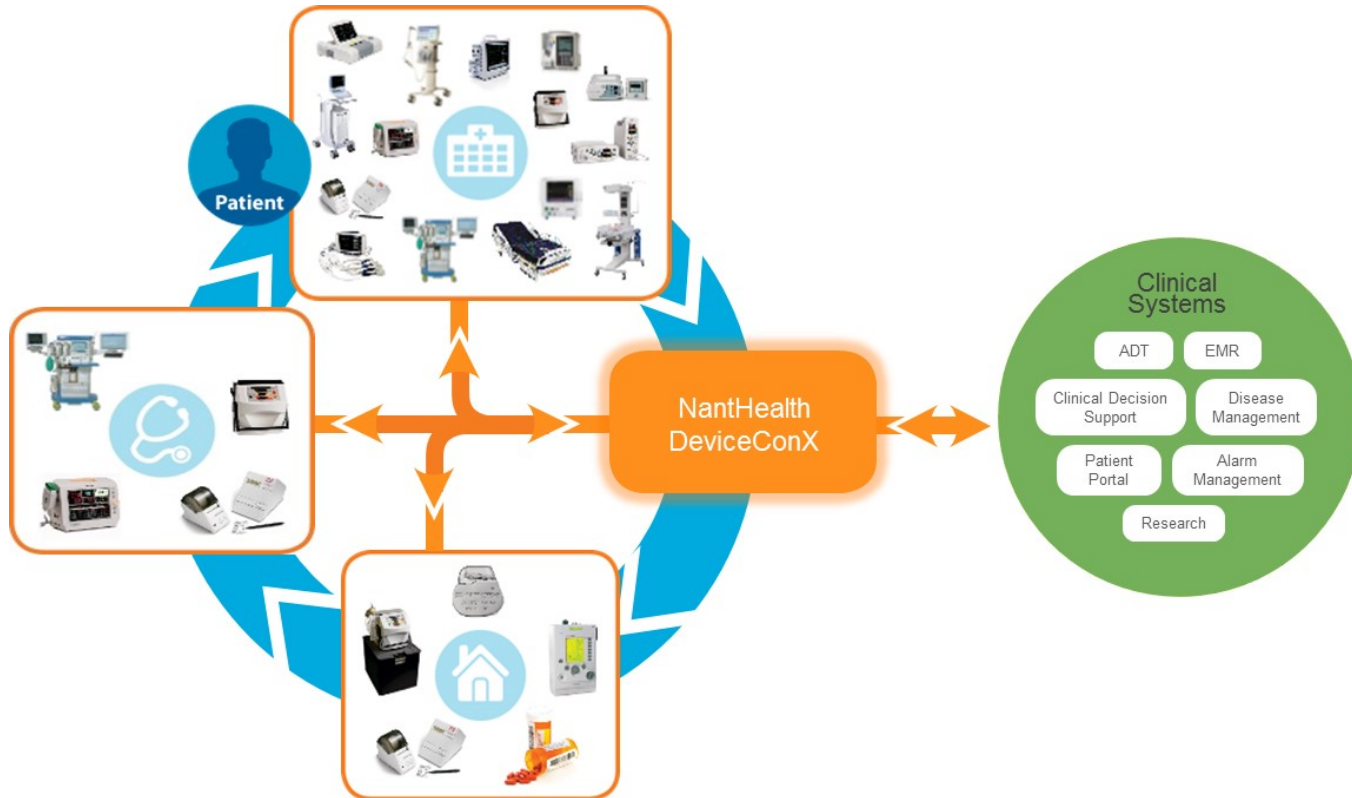 Patient
NantHealth
DeviceConX
Clinical
Systems
ADT
EMR
Clinical Decision
Support
Disease
Management
Patient
Portal
Alarm
Management
Research